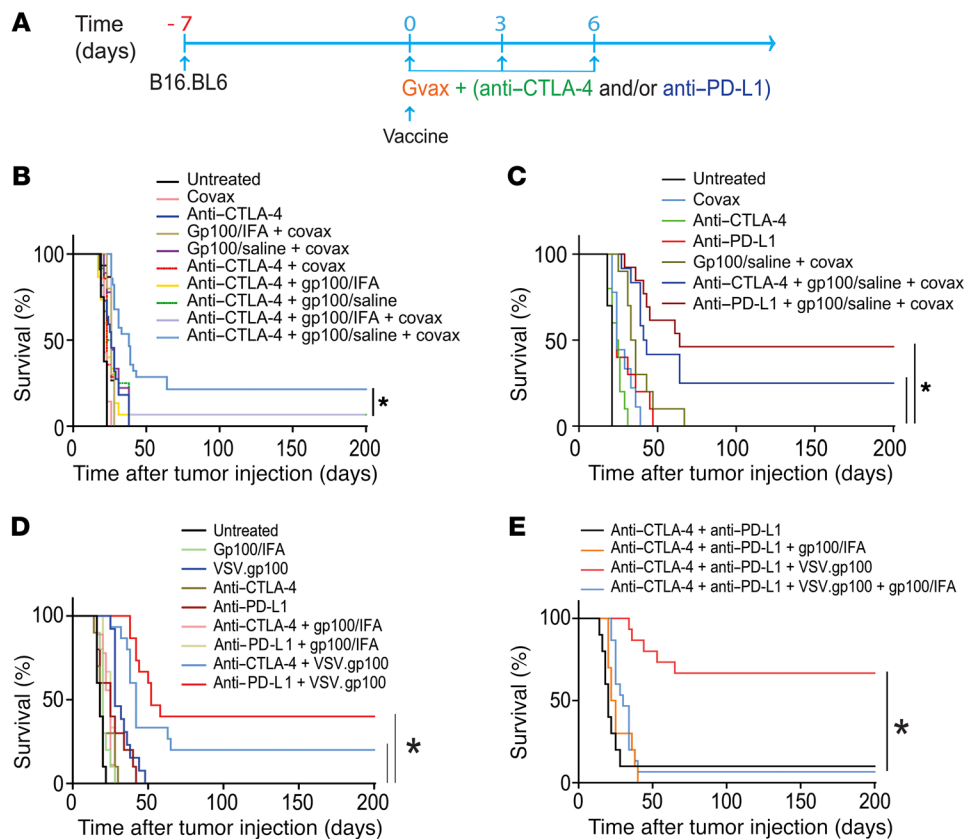 A
Time
(days)
- 7
0
3
6
B16.BL6
Gvax + (anti–CTLA-4 and/or anti–PD-L1)
Vaccine
B
Untreated
Covax
Anti–CTLA-4
Gp100/IFA + covax
Gp100/saline + covax
Anti–CTLA-4 + covax
Anti–CTLA-4 + gp100/IFA
Anti–CTLA-4 + gp100/saline
Anti–CTLA-4 + gp100/IFA + covax
Anti–CTLA-4 + gp100/saline + covax
Survival (%)
100
50
0
0 50 100 150 200
*
Time after tumor injection (days)
C
Untreated
Covax
Anti–CTLA-4
Anti–PD-L1
Gp100/saline + covax
Anti–CTLA-4 + gp100/saline + covax
Anti–PD-L1 + gp100/saline + covax
Survival (%)
100
50
0
0 50 100 150 200
*
Time after tumor injection (days)
D
Untreated
Gp100/IFA
VSV.gp100
Anti–CTLA-4
Anti–PD-L1
Anti–CTLA-4 + gp100/IFA
Anti–PD-L1 + gp100/IFA
Anti–CTLA-4 + VSV.gp100
Anti–PD-L1 + VSV.gp100
Survival (%)
100
50
0
0 50 100 150 200
*
Time after tumor injection (days)
E
Anti–CTLA-4 + anti–PD-L1
Anti–CTLA-4 + anti–PD-L1 + gp100/IFA
Anti–CTLA-4 + anti–PD-L1 + VSV.gp100
Anti–CTLA-4 + anti–PD-L1 + VSV.gp100 + gp100/IFA
Survival (%)
100
50
0
0 50 100 150 200
*
Time after tumor injection (days)